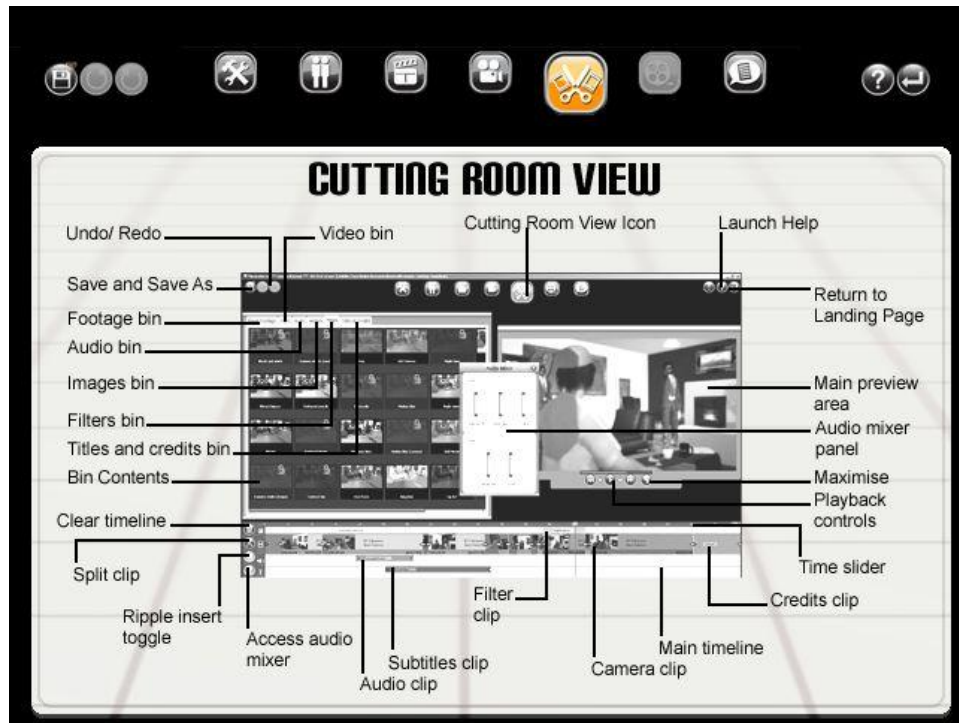 CUTTING ROOM VIEW
Undo/ Redo
Video bin
Cutting Room View Icon
Launch Help
Save and Save As
Return to
Landing Page
Footage bin
Audio bin
Images bin
Main preview
area
Filters bin
Audio mixer
panel
Titles and credits bin
Bin Contents
Maximise
Playback
controls
Clear timeline
Time slider
Split clip
Filter
clip
Credits clip
Ripple insert
toggle
Access audio
mixer
Main timeline
Subtitles clip
Camera clip
Audio clip